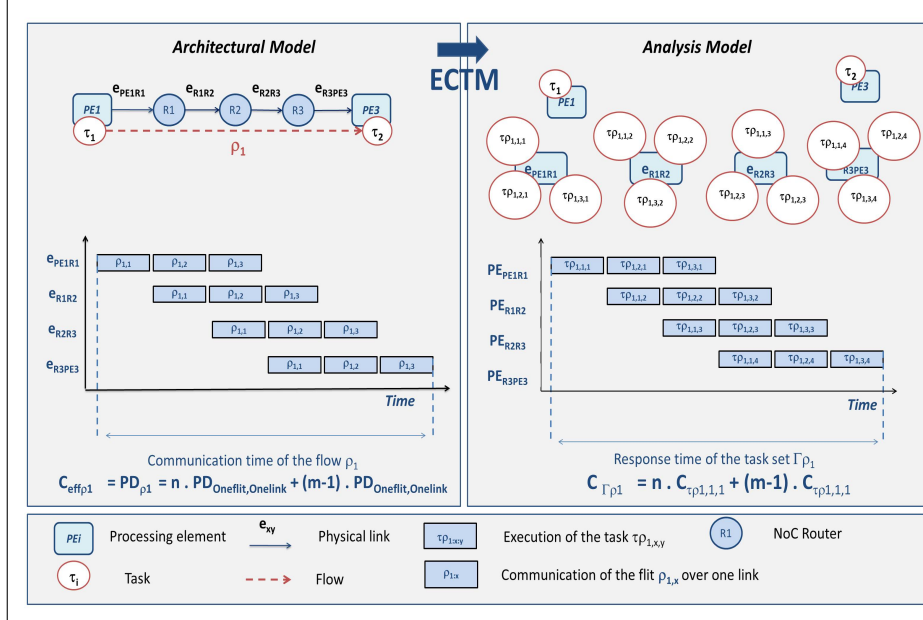 Architectural Model
ECTM
Analysis Model
e_PE1R1 e_R1R2 e_R2R3 e_R3PE3
PE1 R1 R2 R3 PE3
τ1 τ2
ρ1
τ1 PE1
τ2 PE3
τρ1,1,1 e_PE1R1 τρ1,2,1 τρ1,3,1
τρ1,1,2 τρ1,2,2 e_R1R2 τρ1,3,2
τρ1,1,3 e_R2R3 τρ1,2,3 τρ1,2,3
τρ1,1,4 τρ1,2,4 R3PE3 τρ1,3,4
e_PE1R1 ρ1,1 ρ1,2 ρ1,3
e_R1R2 ρ1,1 ρ1,2 ρ1,3
e_R2R3 ρ1,1 ρ1,2 ρ1,3
e_R3PE3 ρ1,1 ρ1,2 ρ1,3
Time
Communication time of the flow ρ1
C_effρ1 = PD_ρ1 = n . PD_Oneflit,Onelink + (m-1) . PD_Oneflit,Onelink
PE_PE1R1 τρ1,1,1 τρ1,2,1 τρ1,3,1
PE_R1R2 τρ1,1,2 τρ1,2,2 τρ1,3,2
PE_R2R3 τρ1,1,3 τρ1,2,3 τρ1,3,3
PE_R3PE3 τρ1,1,4 τρ1,2,4 τρ1,3,4
Time
Response time of the task set Γρ1
C_Γρ1 = n . C_τρ1,1,1 + (m-1) . C_τρ1,1,1
PEi Processing element e_xy Physical link τρ1:x:y Execution of the task τρ1,x,y R1 NoC Router
τi Task Flow ρ1:x Communication of the flit ρ1,x over one link